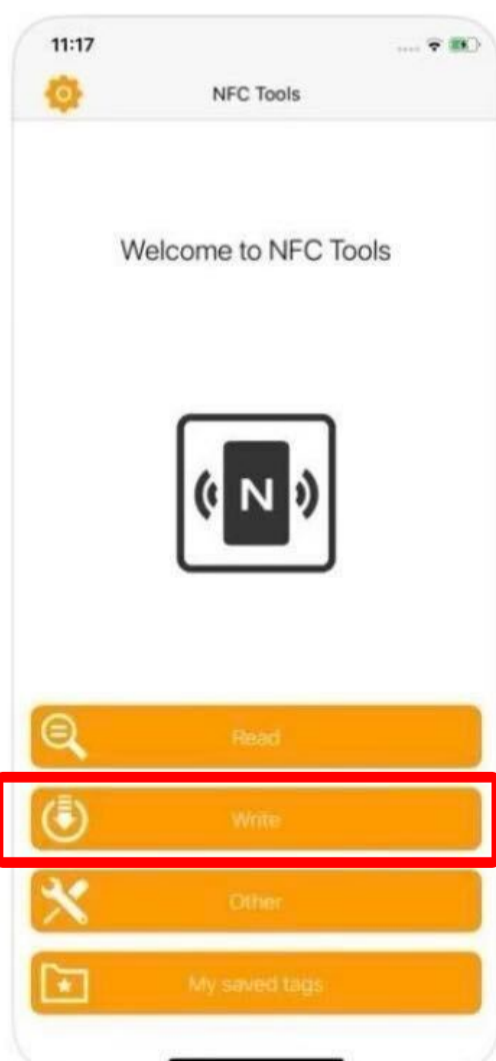 11:17
NFC Tools
Welcome to NFC Tools
N
Read
Write
Other
My saved tags